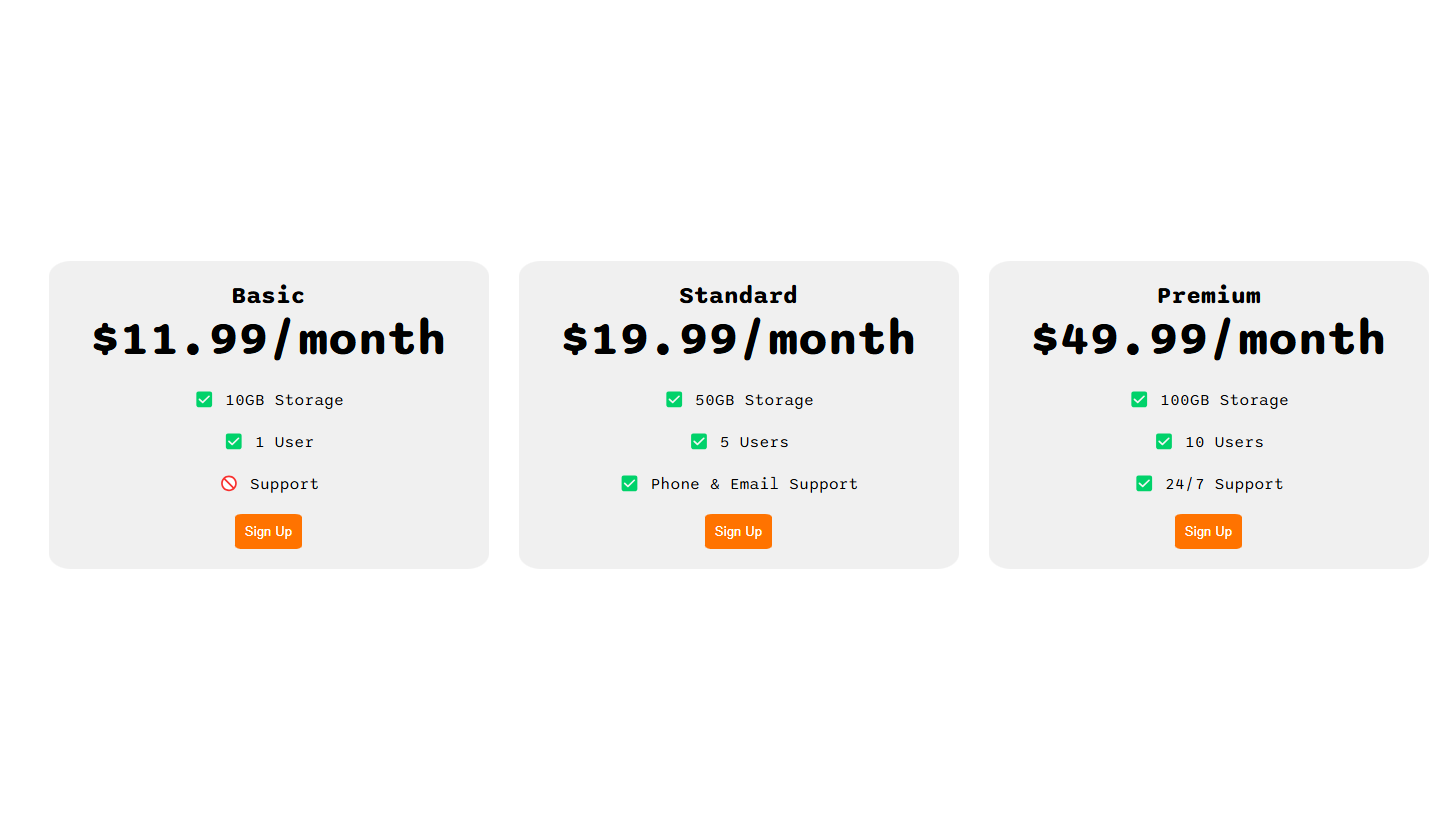 Basic
$11.99/month
10GB Storage
1 User
Support
Sign Up
Standard
$19.99/month
50GB Storage
5 Users
Phone & Email Support
Sign Up
Premium
$49.99/month
100GB Storage
10 Users
24/7 Support
Sign Up